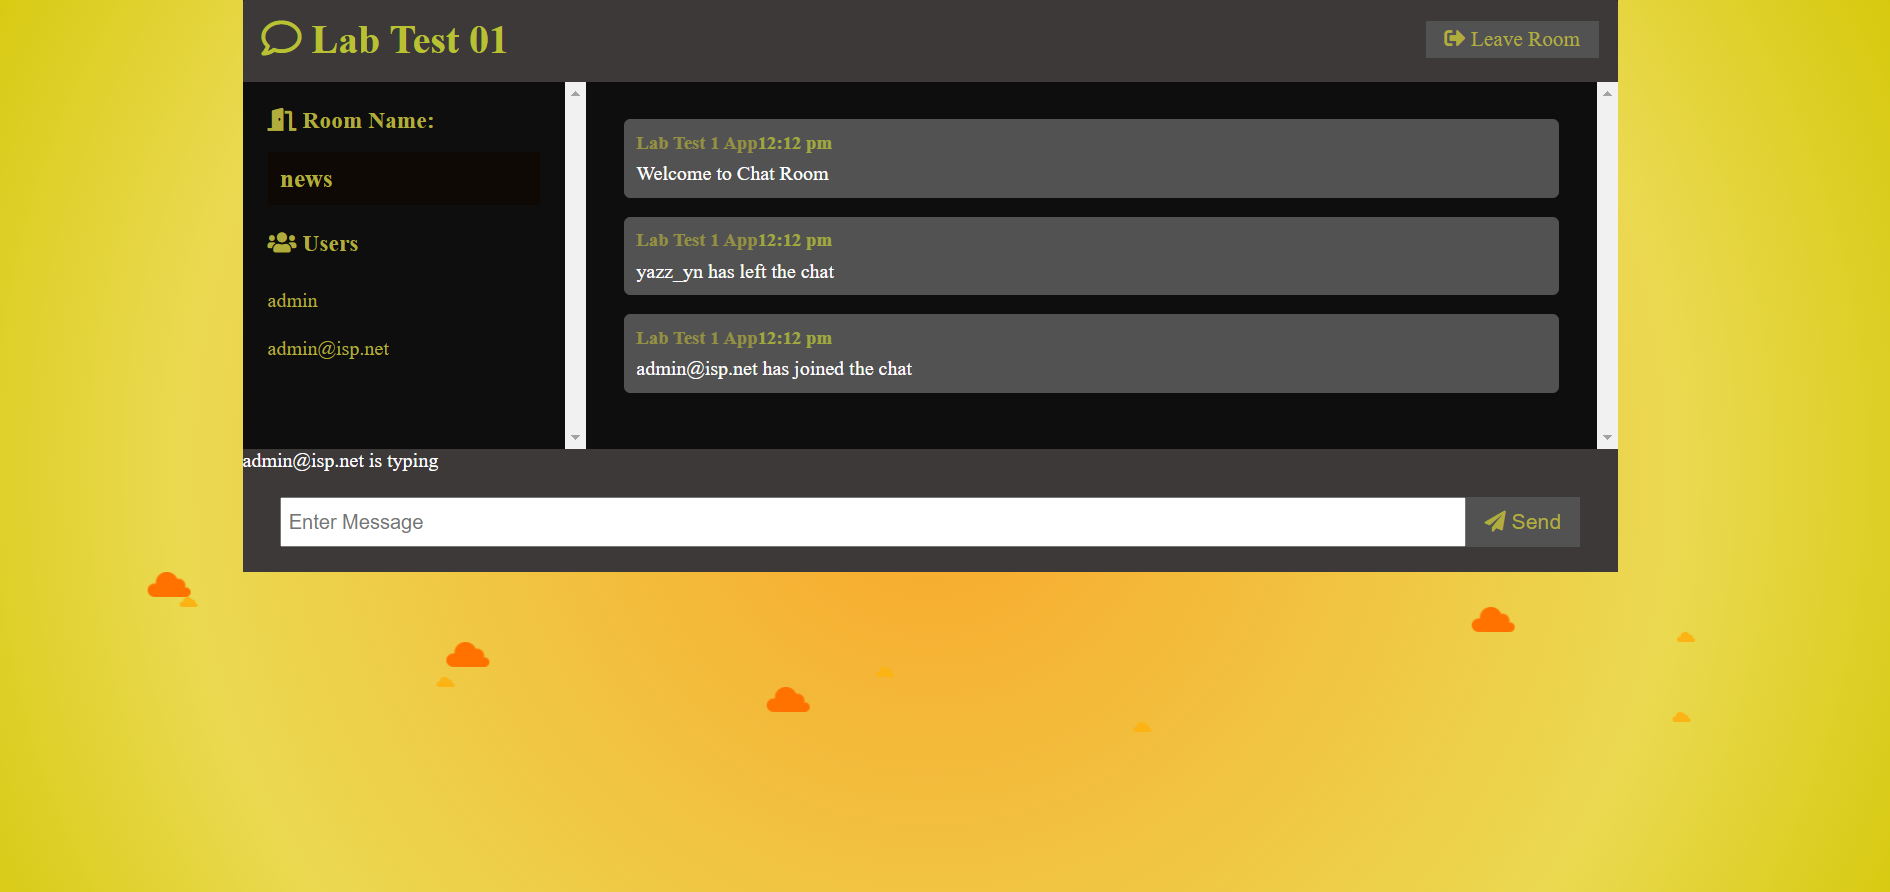 Lab Test 01
Leave Room
Room Name:
news
Users
admin
admin@isp.net
Lab Test 1 App12:12 pm
Welcome to Chat Room
Lab Test 1 App12:12 pm
yazz_yn has left the chat
Lab Test 1 App12:12 pm
admin@isp.net has joined the chat
admin@isp.net is typing
Enter Message
Send